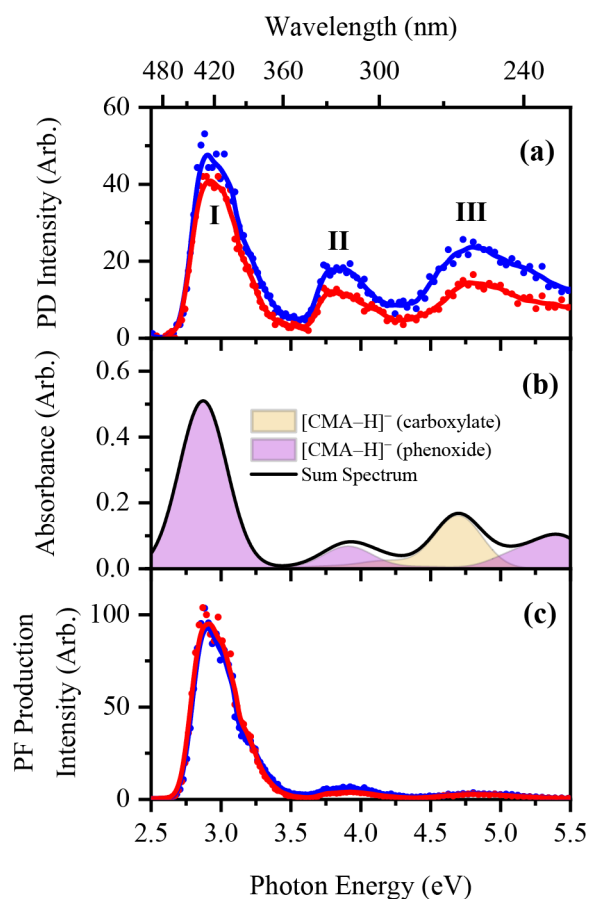 Wavelength (nm)
480 420 360 300 240
60
40
20
0
PD Intensity (Arb.)
(a)
I
II
III
0.6
0.4
0.2
0.0
Absorbance (Arb.)
(b)
[CMA–H]⁻ (carboxylate)
[CMA–H]⁻ (phenoxide)
Sum Spectrum
100
50
0
PF Production
Intensity (Arb.)
(c)
2.5 3.0 3.5 4.0 4.5 5.0 5.5
Photon Energy (eV)